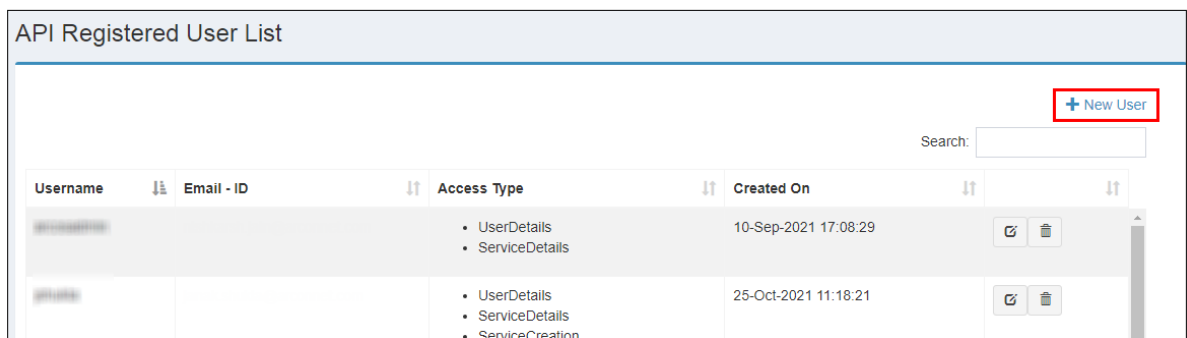 API Registered User List
+ New User
Search:
Username Email - ID Access Type Created On
• UserDetails 10-Sep-2021 17:08:29
• ServiceDetails
• UserDetails 25-Oct-2021 11:18:21
• ServiceDetails
• ServiceCreation